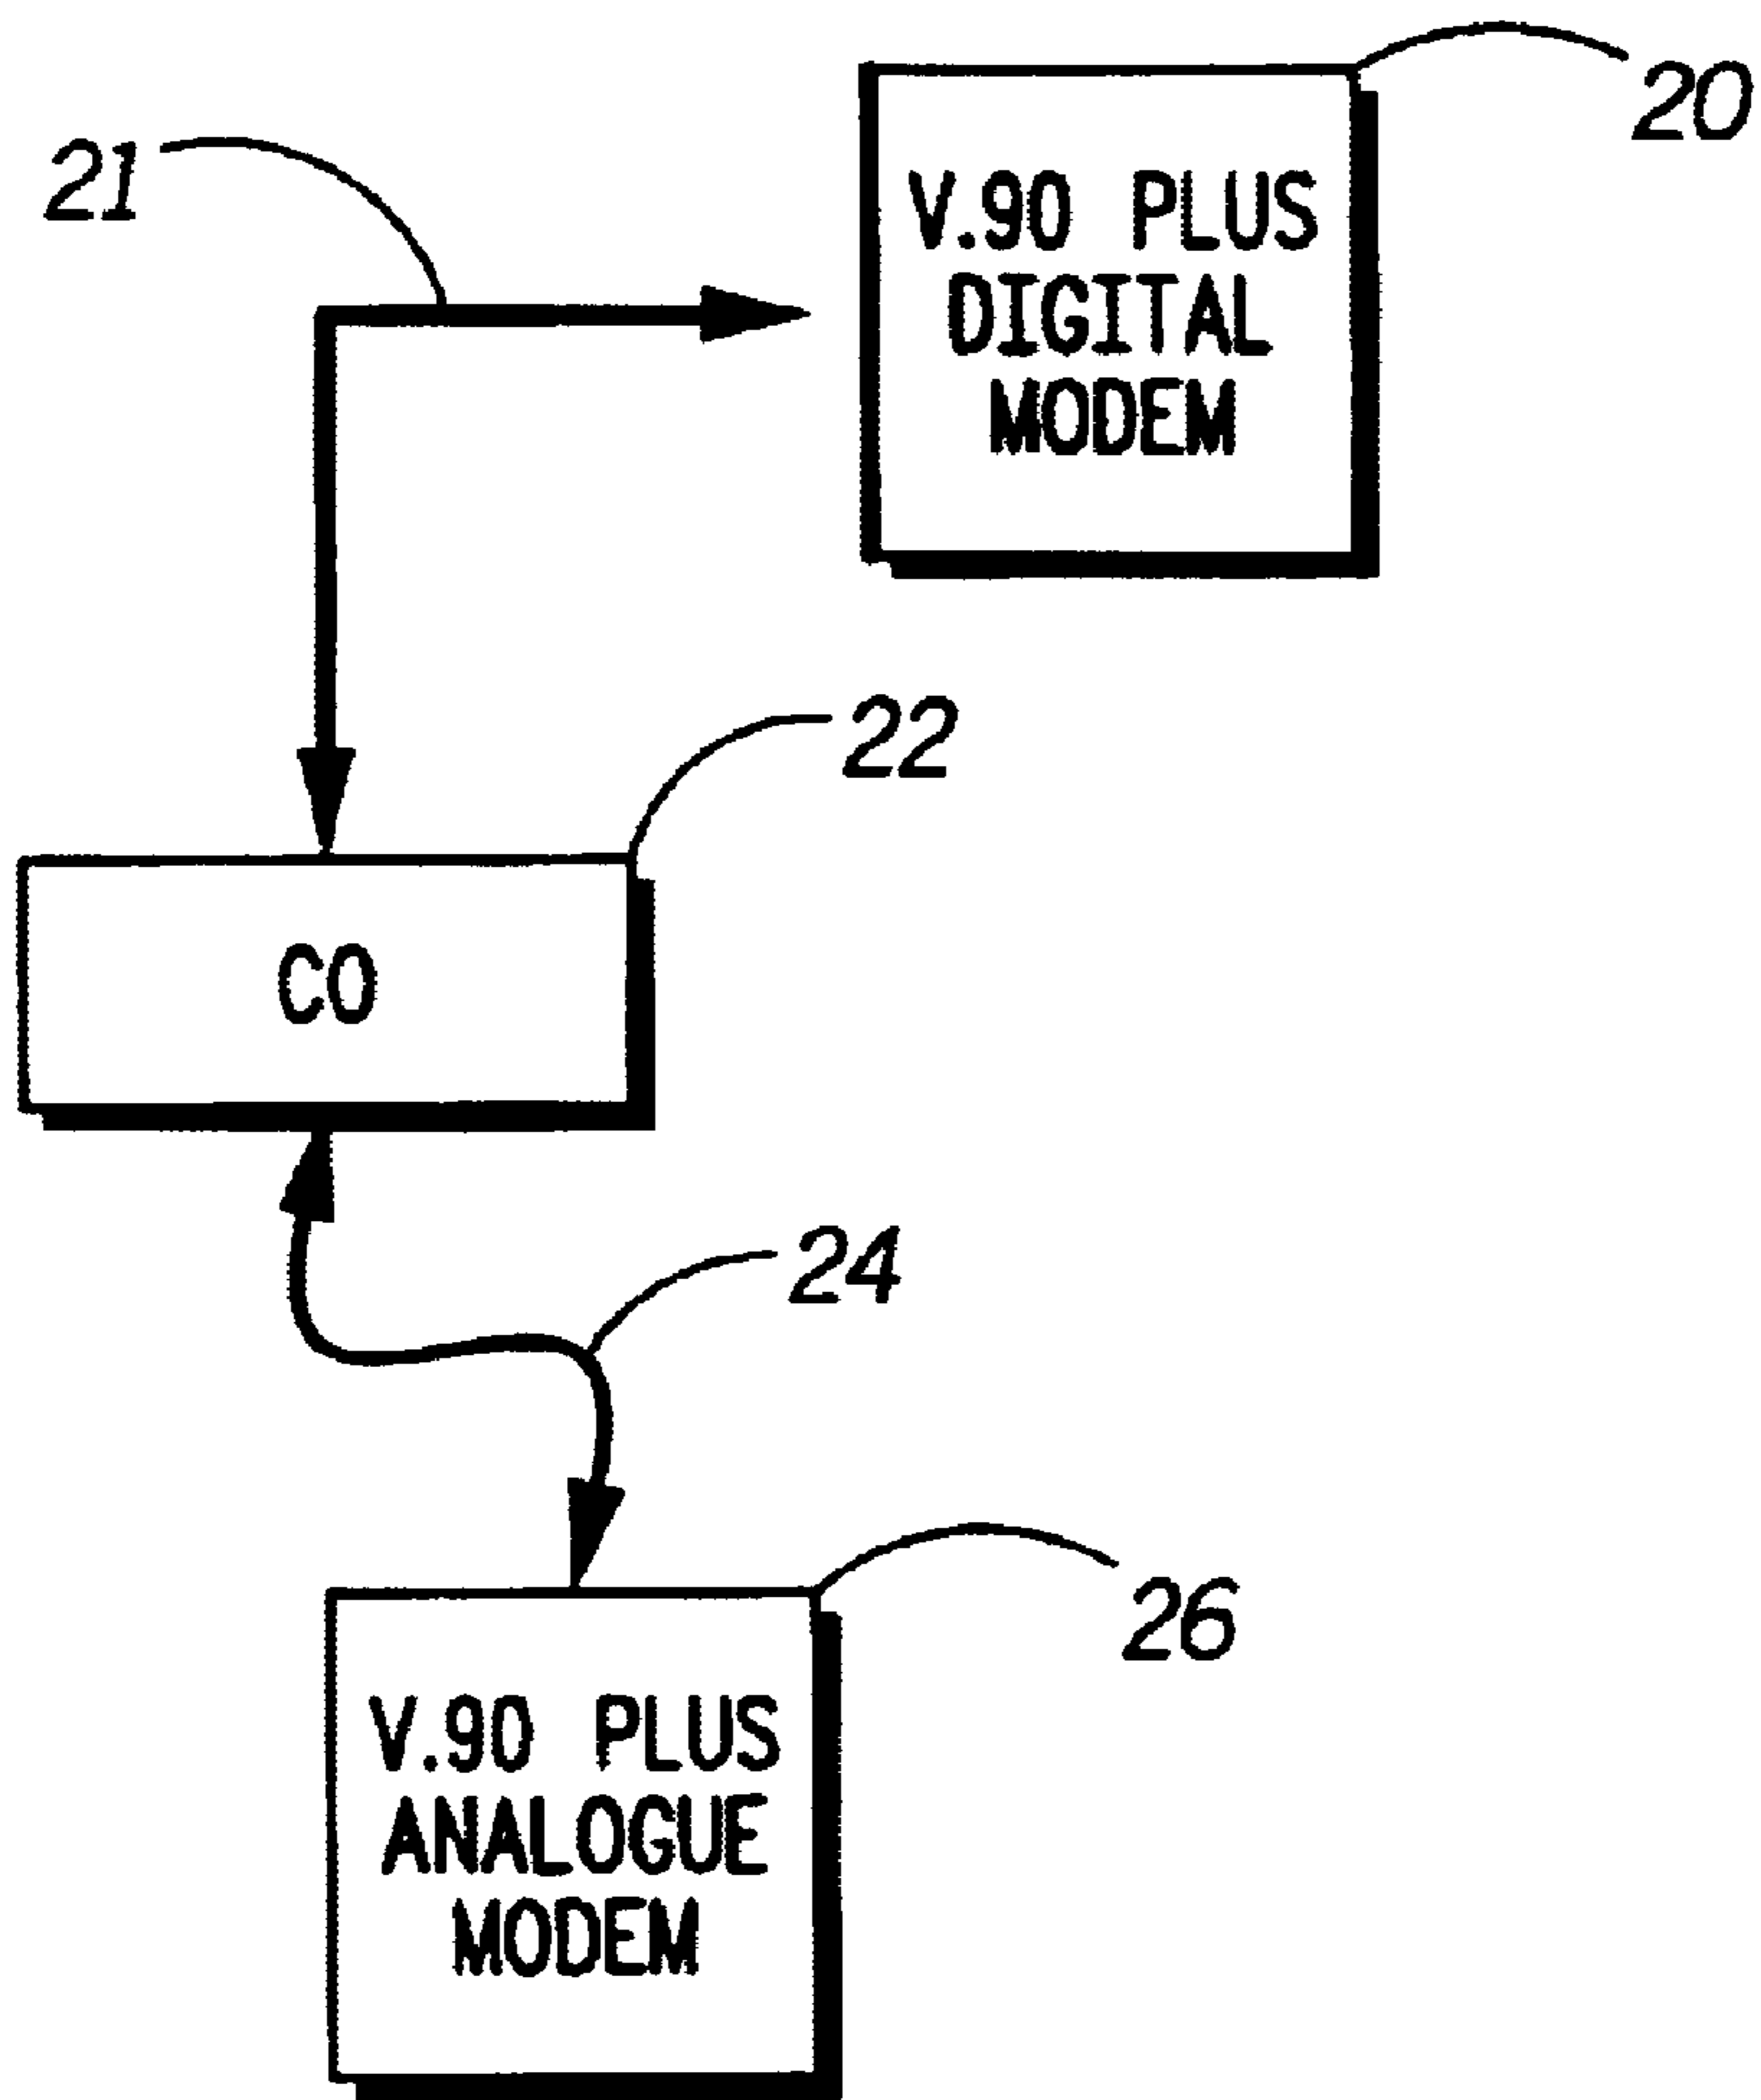 20
21
V.90 PLUS
DIGITAL
MODEM
22
CO
24
26
V.90 PLUS
ANALOGUE
MODEM